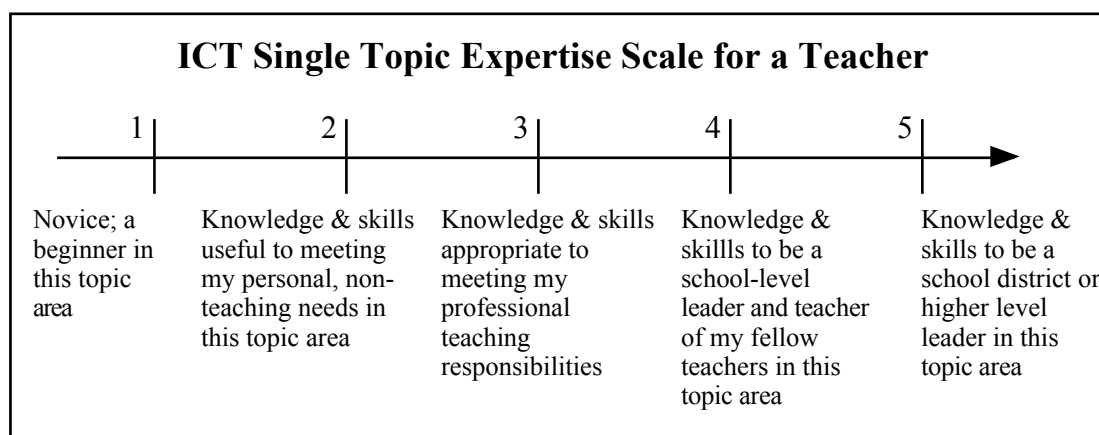 ICT Single Topic Expertise Scale for a Teacher
1
2
3
4
5
Novice; a
beginner in
this topic
area
Knowledge & skills
useful to meeting
my personal, non-
teaching needs in
this topic area
Knowledge & skills
appropriate to
meeting my
professional
teaching
responsibilities
Knowledge &
skillls to be a
school-level
leader and teacher
of my fellow
teachers in this
topic area
Knowledge &
skills to be a
school district or
higher level
leader in this
topic area